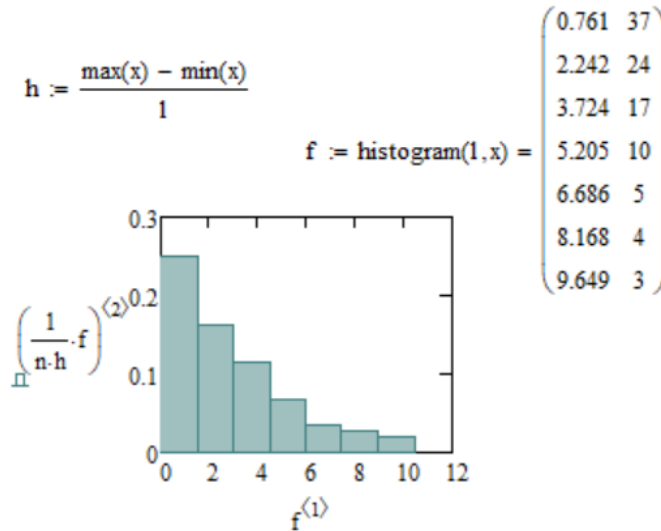 h := max(x) − min(x)
l
f := histogram(l,x) =
0.761 37
2.242 24
3.724 17
5.205 10
6.686 5
8.168 4
9.649 3
0.3
0.2
0.1
0
(1/n·h ·f)⟨2⟩
0 2 4 6 8 10 12
f⟨1⟩